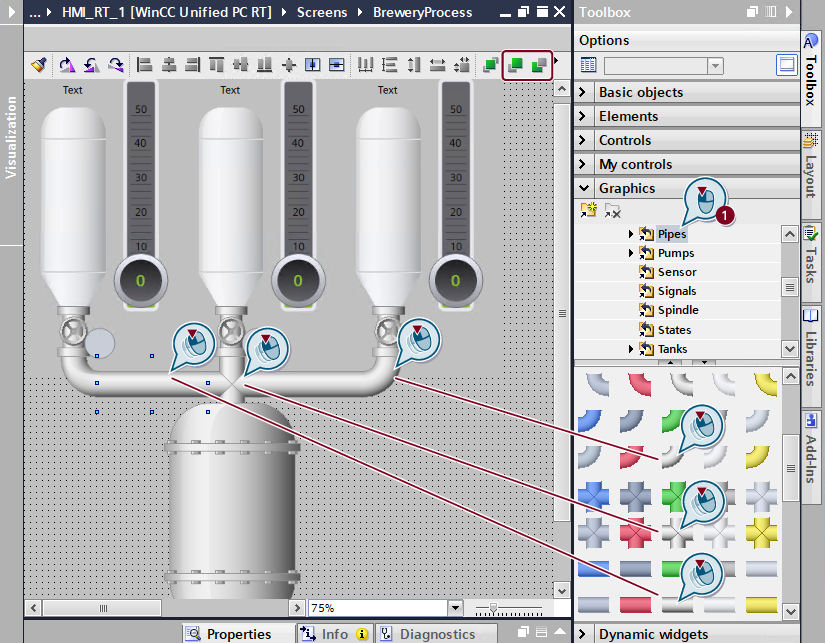 ... HMI_RT_1 [WinCC Unified PC RT] Screens BreweryProcess
Visualization
Text Text Text
50 50 50
40 40 40
30 30 30
20 20 20
10 10 10
0 0 0
75%
Properties Info Diagnostics
Toolbox
Options
Basic objects
Elements
Controls
My controls
Graphics
1
Pipes
Pumps
Sensor
Signals
Spindle
States
Tanks
Dynamic widgets
Toolbox
Layout
Tasks
Libraries
Add-Ins